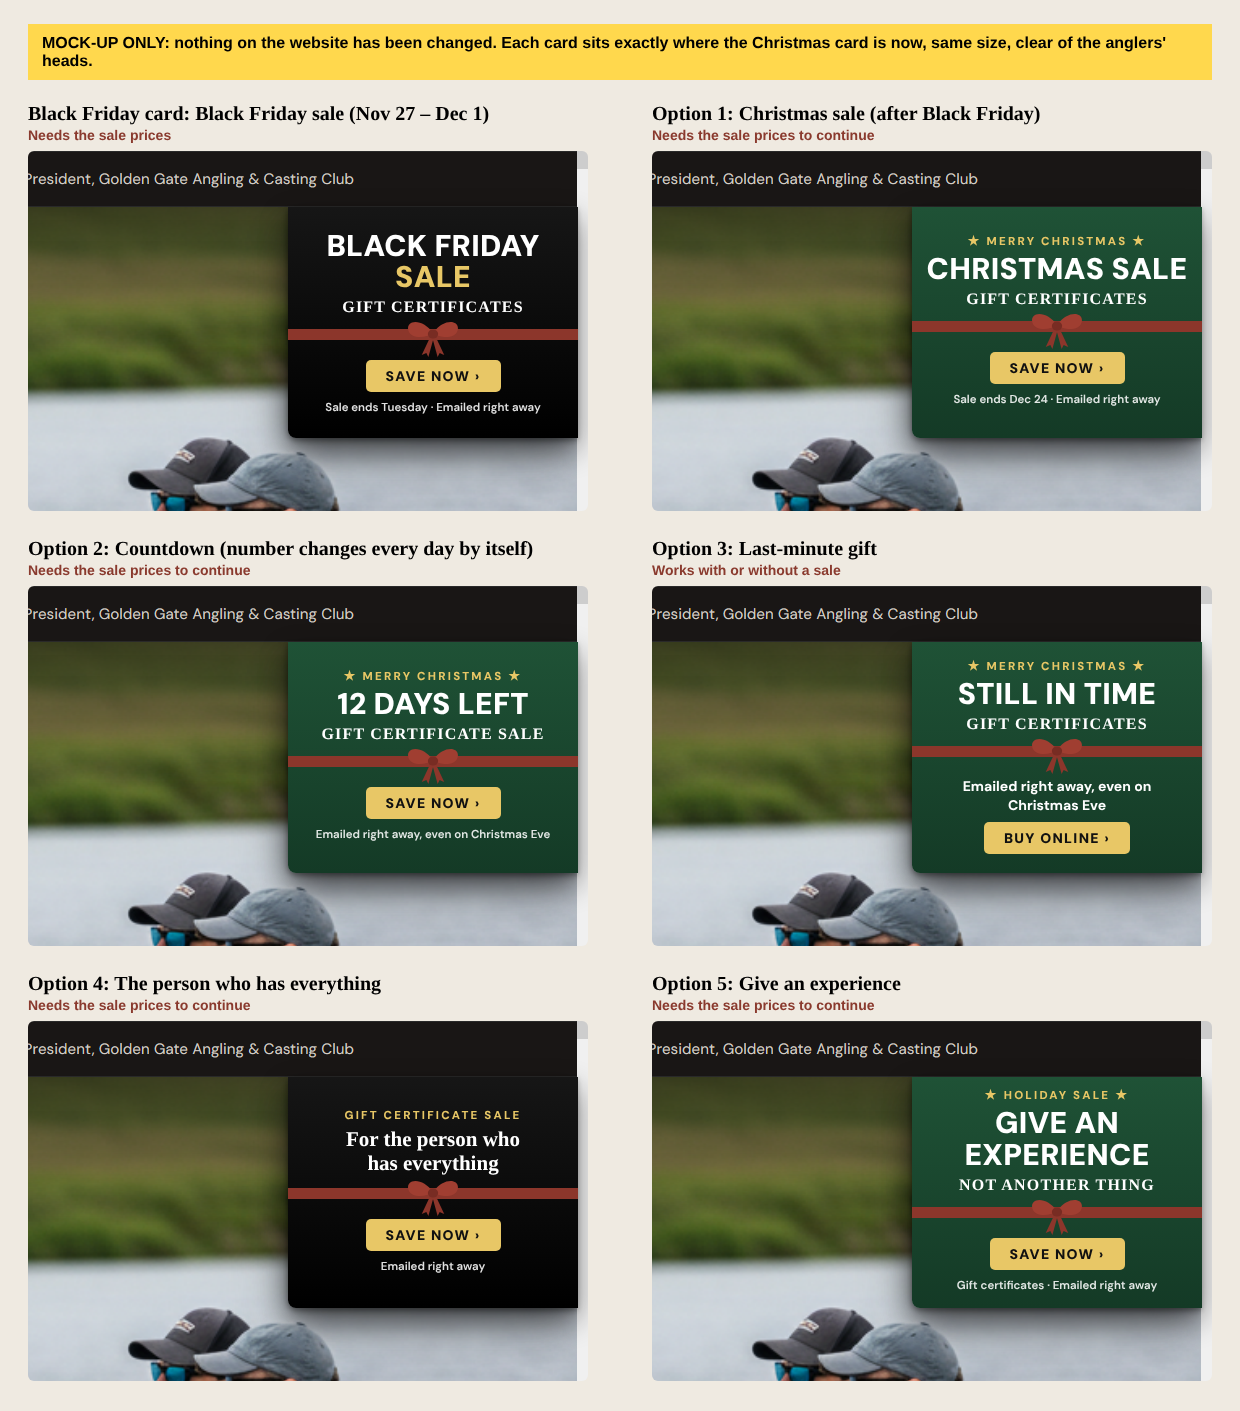 MOCK-UP ONLY: nothing on the website has been changed. Each card sits exactly where the Christmas card is now, same size, clear of the anglers'
heads.
Black Friday card: Black Friday sale (Nov 27 – Dec 1)
Needs the sale prices
President, Golden Gate Angling & Casting Club
BLACK FRIDAY
SALE
GIFT CERTIFICATES
SAVE NOW ›
Sale ends Tuesday · Emailed right away
Option 1: Christmas sale (after Black Friday)
Needs the sale prices to continue
President, Golden Gate Angling & Casting Club
★ MERRY CHRISTMAS ★
CHRISTMAS SALE
GIFT CERTIFICATES
SAVE NOW ›
Sale ends Dec 24 · Emailed right away
Option 2: Countdown (number changes every day by itself)
Needs the sale prices to continue
President, Golden Gate Angling & Casting Club
★ MERRY CHRISTMAS ★
12 DAYS LEFT
GIFT CERTIFICATE SALE
SAVE NOW ›
Emailed right away, even on Christmas Eve
Option 3: Last-minute gift
Works with or without a sale
President, Golden Gate Angling & Casting Club
★ MERRY CHRISTMAS ★
STILL IN TIME
GIFT CERTIFICATES
Emailed right away, even on
Christmas Eve
BUY ONLINE ›
Option 4: The person who has everything
Needs the sale prices to continue
President, Golden Gate Angling & Casting Club
GIFT CERTIFICATE SALE
For the person who
has everything
SAVE NOW ›
Emailed right away
Option 5: Give an experience
Needs the sale prices to continue
President, Golden Gate Angling & Casting Club
★ HOLIDAY SALE ★
GIVE AN
EXPERIENCE
NOT ANOTHER THING
SAVE NOW ›
Gift certificates · Emailed right away